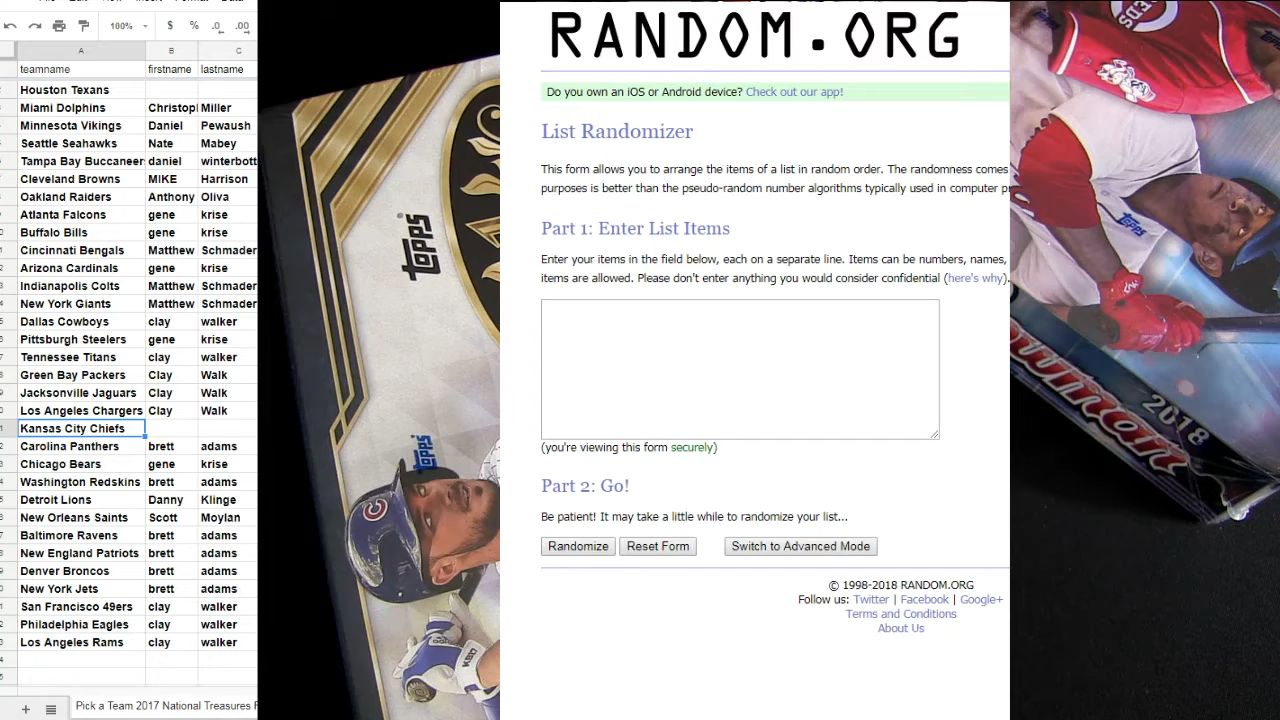 100%
$
%
.0
.00
A
B
C
teamname firstname lastname
Houston Texans
Miami Dolphins Christopl Miller
Minnesota Vikings Daniel Pewaush
Seattle Seahawks Nate Mabey
Tampa Bay Buccaneers daniel winterbott
Cleveland Browns MIKE Harrison
Oakland Raiders Anthony Oliva
Atlanta Falcons gene krise
Buffalo Bills gene krise
Cincinnati Bengals Matthew Schmader
Arizona Cardinals gene krise
Indianapolis Colts Matthew Schmader
New York Giants Matthew Schmader
Dallas Cowboys clay walker
Pittsburgh Steelers gene krise
Tennessee Titans clay walker
Green Bay Packers Clay Walk
Jacksonville Jaguars Clay Walk
Los Angeles Chargers Clay Walk
Kansas City Chiefs
Carolina Panthers brett adams
Chicago Bears gene krise
Washington Redskins brett adams
Detroit Lions Danny Klinge
New Orleans Saints Scott Moylan
Baltimore Ravens brett adams
New England Patriots brett adams
Denver Broncos brett adams
New York Jets brett adams
San Francisco 49ers clay walker
Philadelphia Eagles clay walker
Los Angeles Rams clay walker
Pick a Team 2017 National Treasures F
TOPPS
TOPPS
C
KB17
RANDOM.ORG
Do you own an iOS or Android device? Check out our app!
List Randomizer
This form allows you to arrange the items of a list in random order. The randomness comes
purposes is better than the pseudo-random number algorithms typically used in computer pr
Part 1: Enter List Items
Enter your items in the field below, each on a separate line. Items can be numbers, names,
items are allowed. Please don't enter anything you would consider confidential (here's why).
(you're viewing this form securely)
Part 2: Go!
Be patient! It may take a little while to randomize your list...
Randomize Reset Form Switch to Advanced Mode
© 1998-2018 RANDOM.ORG
Follow us: Twitter | Facebook | Google+
Terms and Conditions
About Us
REDS
TOPPS
2018
Bowman